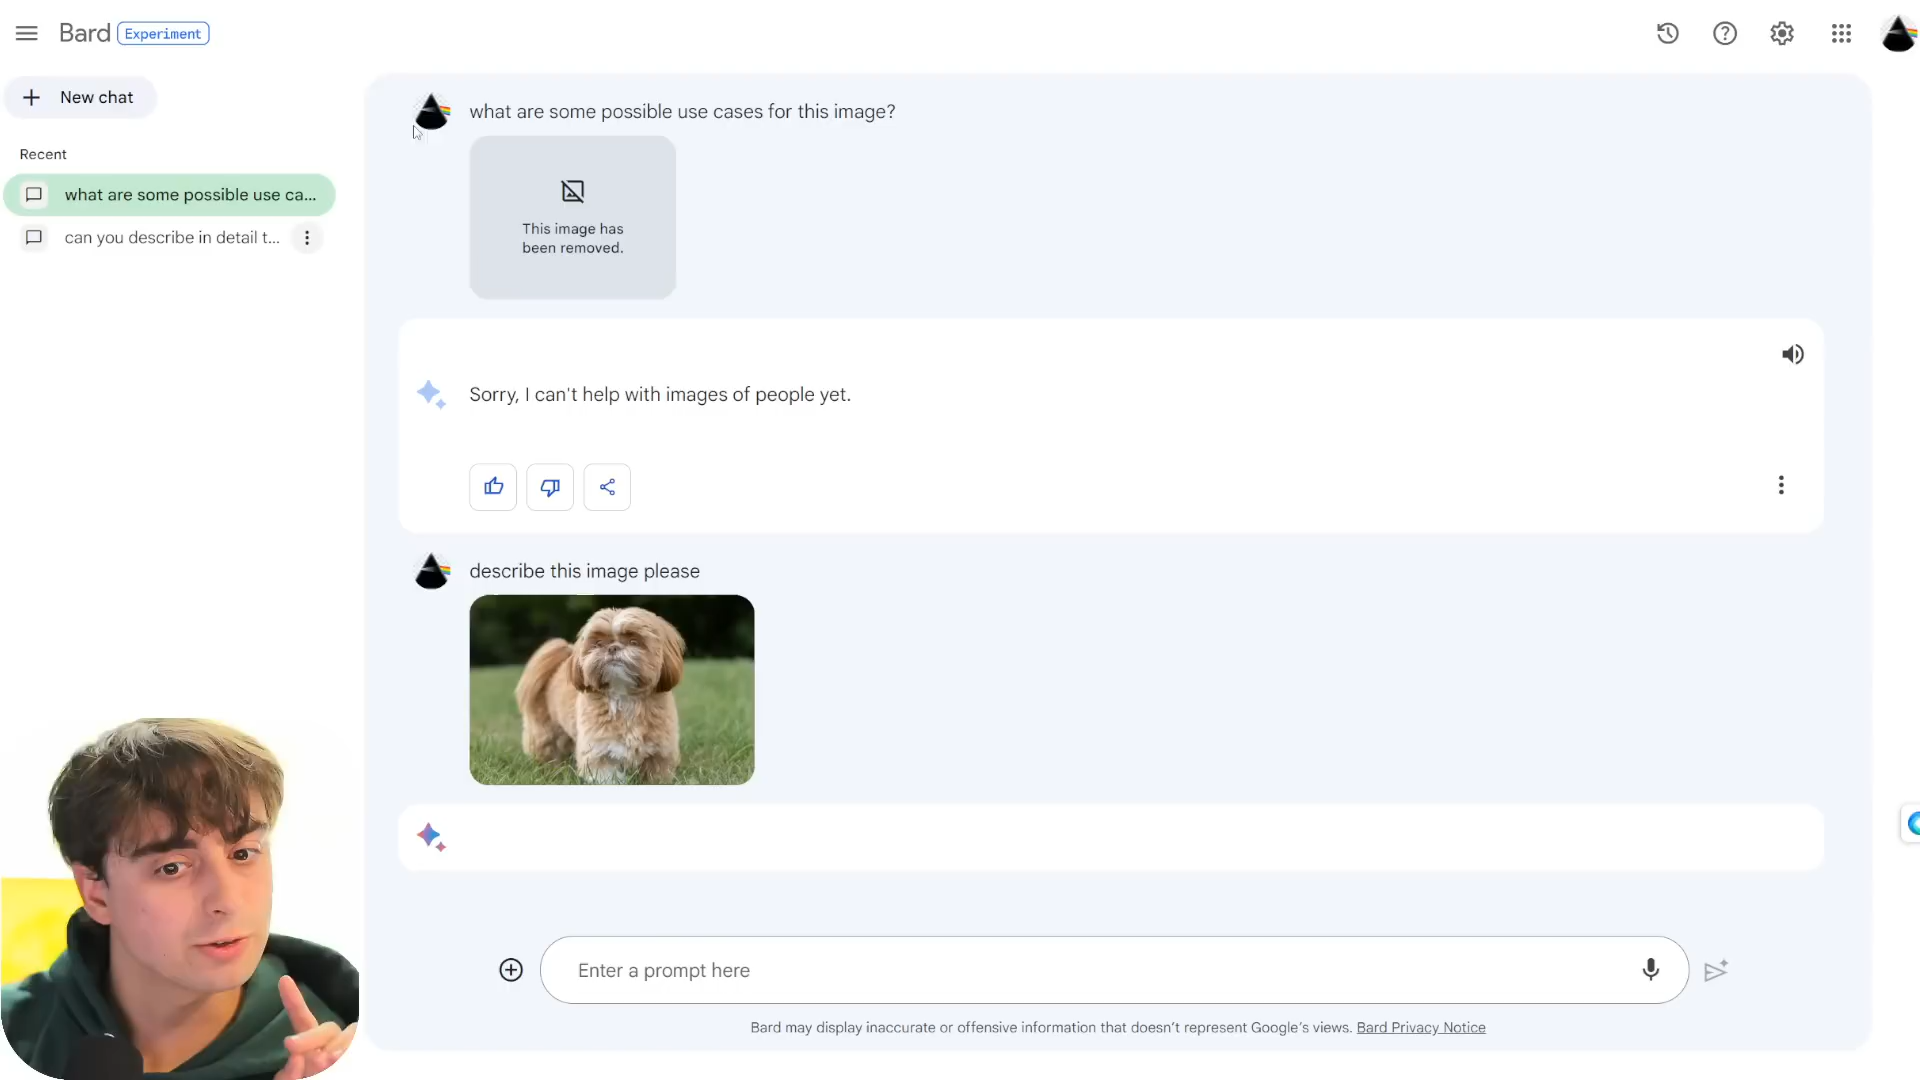 Bard Experiment
New chat
Recent
what are some possible use ca...
can you describe in detail t...
what are some possible use cases for this image?
This image has
been removed.
Sorry, I can't help with images of people yet.
describe this image please
Enter a prompt here
Bard may display inaccurate or offensive information that doesn't represent Google's views. Bard Privacy Notice